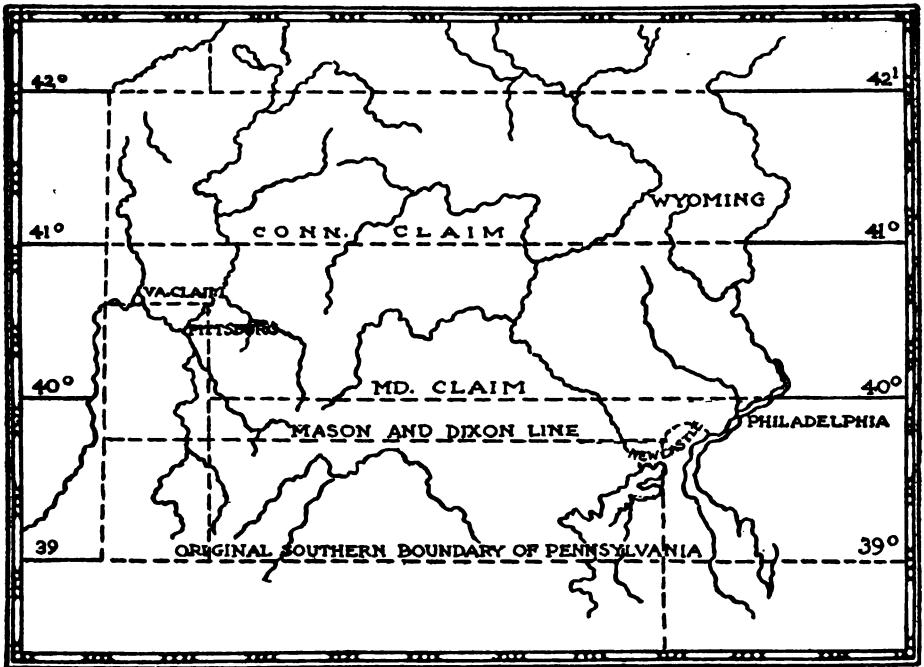 42°
42¹
WYOMING
41°
CONN. CLAIM
41°
VA. CLAIM
PITTSBURG
40°
MD. CLAIM
40°
MASON AND DIXON LINE
PHILADELPHIA
NEW CASTLE
39
ORIGINAL SOUTHERN BOUNDARY OF PENNSYLVANIA
39°